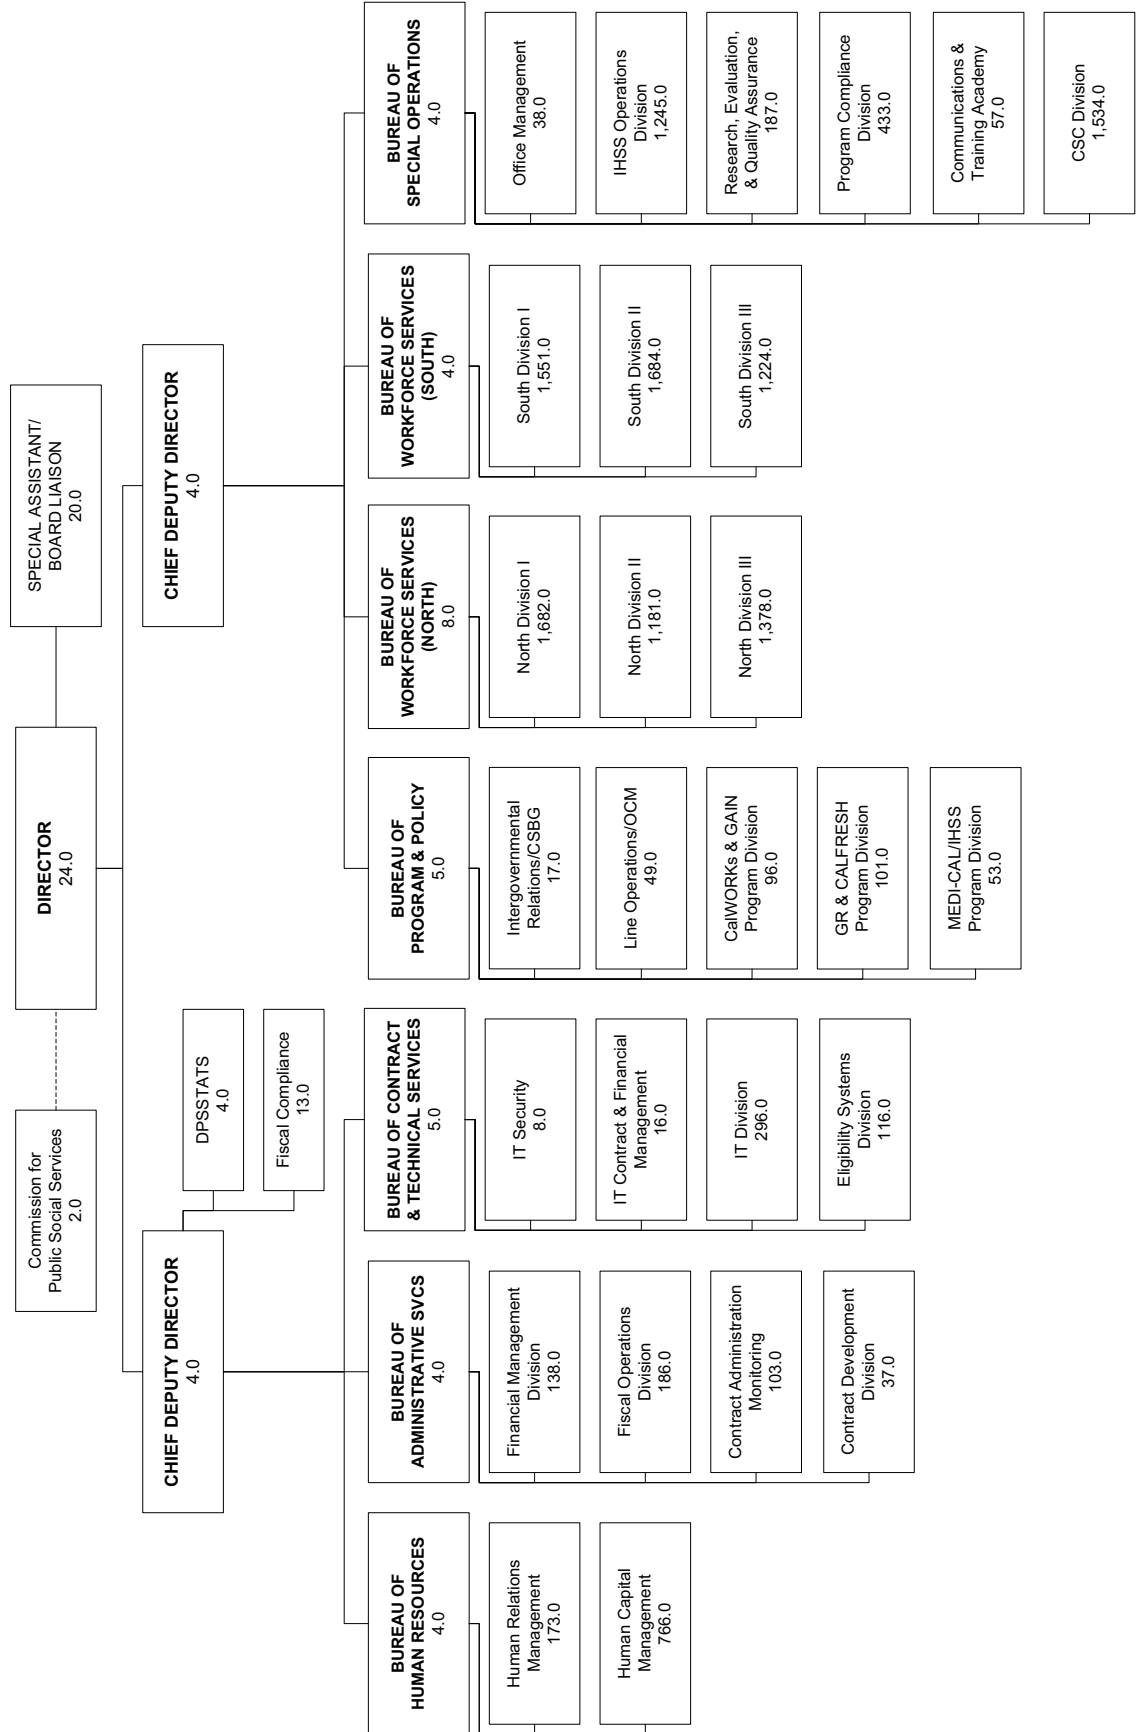 Commission for
Public Social Services
2.0
DIRECTOR
24.0
SPECIAL ASSISTANT/
BOARD LIAISON
20.0
CHIEF DEPUTY DIRECTOR
4.0
DPSSTATS
4.0
Fiscal Compliance
13.0
CHIEF DEPUTY DIRECTOR
4.0
BUREAU OF
HUMAN RESOURCES
4.0
Human Relations
Management
173.0
Human Capital
Management
766.0
BUREAU OF
ADMINISTRATIVE SVCS
4.0
Financial Management
Division
138.0
Fiscal Operations
Division
186.0
Contract Administration
Monitoring
103.0
Contract Development
Division
37.0
BUREAU OF CONTRACT
& TECHNICAL SERVICES
5.0
IT Security
8.0
IT Contract & Financial
Management
16.0
IT Division
296.0
Eligibility Systems
Division
116.0
BUREAU OF
PROGRAM & POLICY
5.0
Intergovernmental
Relations/CSBG
17.0
Line Operations/OCM
49.0
CalWORKs & GAIN
Program Division
96.0
GR & CALFRESH
Program Division
101.0
MEDI-CAL/IHSS
Program Division
53.0
BUREAU OF
WORKFORCE SERVICES
(NORTH)
8.0
North Division I
1,682.0
North Division II
1,181.0
North Division III
1,378.0
BUREAU OF
WORKFORCE SERVICES
(SOUTH)
4.0
South Division I
1,551.0
South Division II
1,684.0
South Division III
1,224.0
BUREAU OF
SPECIAL OPERATIONS
4.0
Office Management
38.0
IHSS Operations
Division
1,245.0
Research, Evaluation,
& Quality Assurance
187.0
Program Compliance
Division
433.0
Communications &
Training Academy
57.0
CSC Division
1,534.0